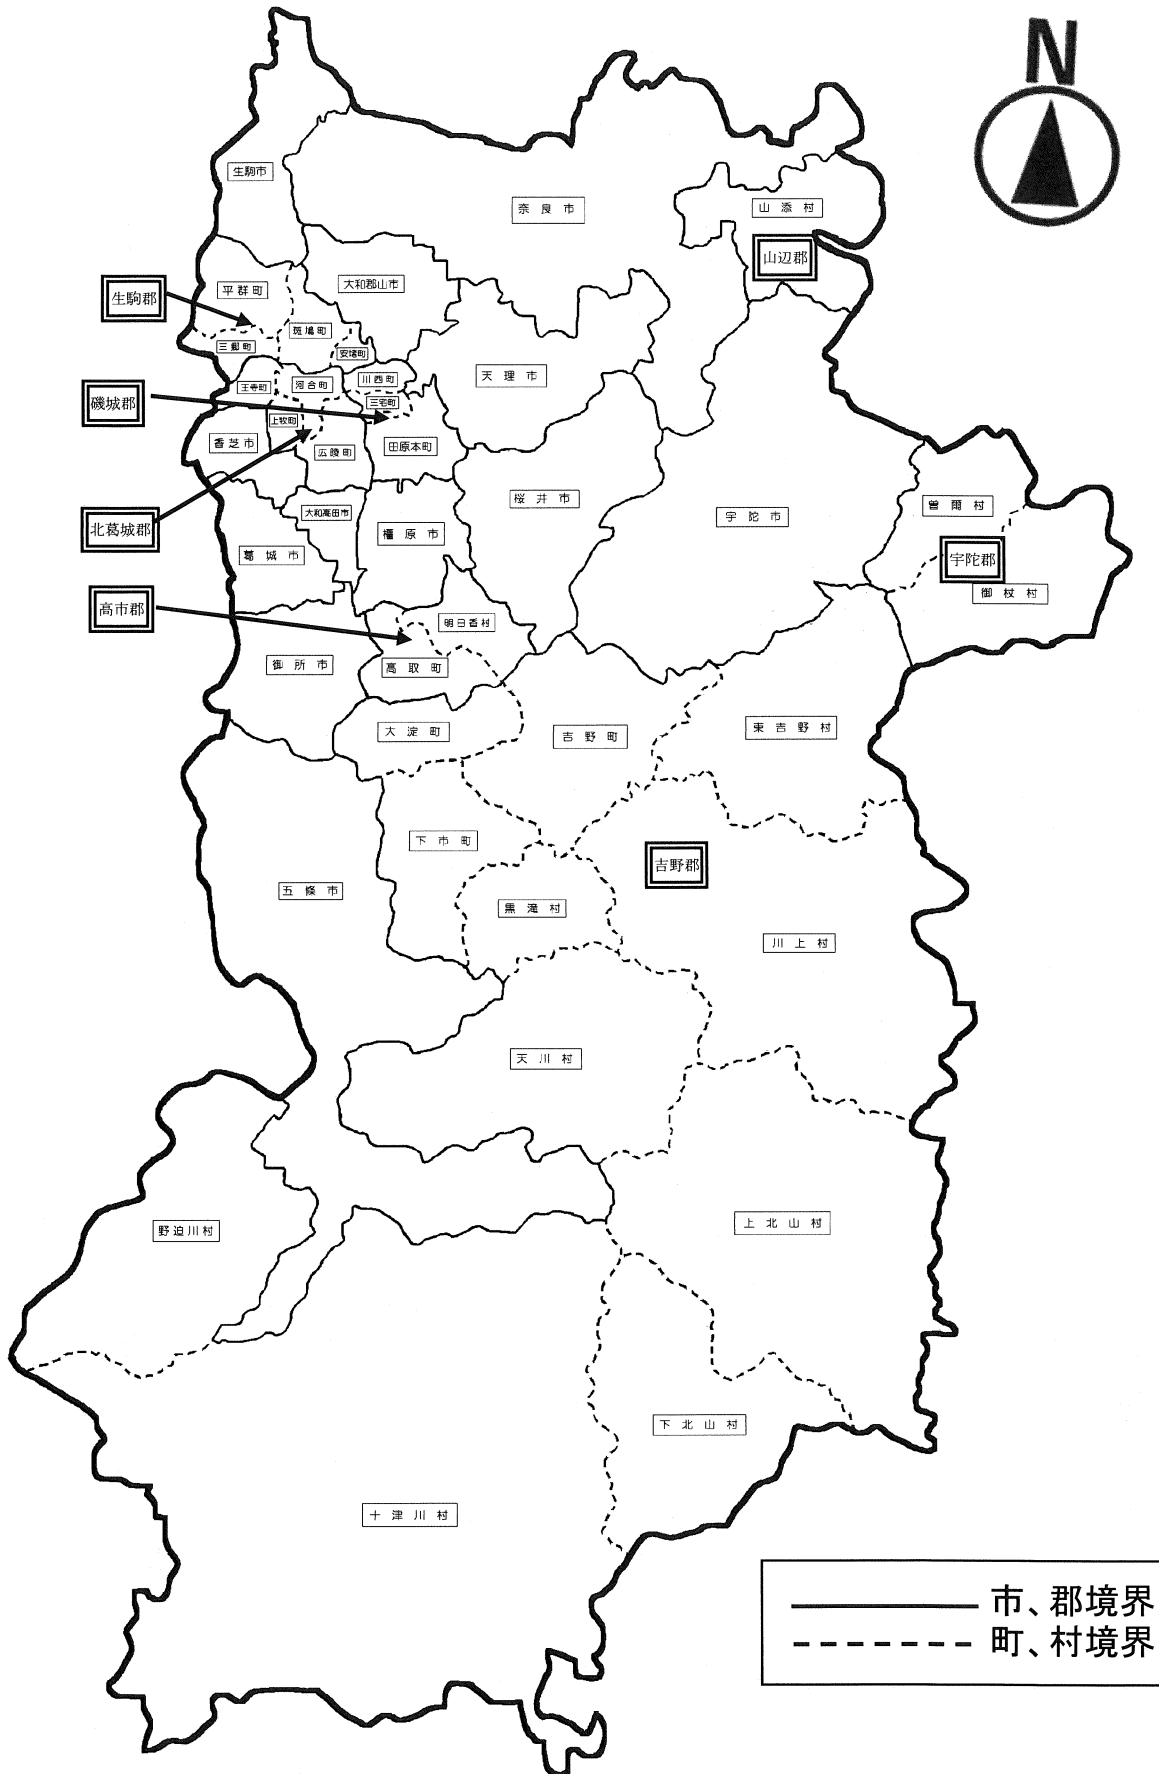 N
生駒市
奈良市
山添村
山辺郡
平群町
大和郡山市
生駒郡
斑鳩町
三郷町
安堵町
天理市
王寺町
河合町
川西町
磯城郡
三宅町
上牧町
香芝市
広陵町
田原本町
桜井市
曽爾村
大和高田市
宇陀市
北葛城郡
橿原市
葛城市
宇陀郡
御杖村
高市郡
明日香村
御所市
高取町
大淀町
吉野町
東吉野村
下市町
吉野郡
五條市
黒滝村
川上村
天川村
野迫川村
上北山村
下北山村
十津川村
市、郡境界
町、村境界